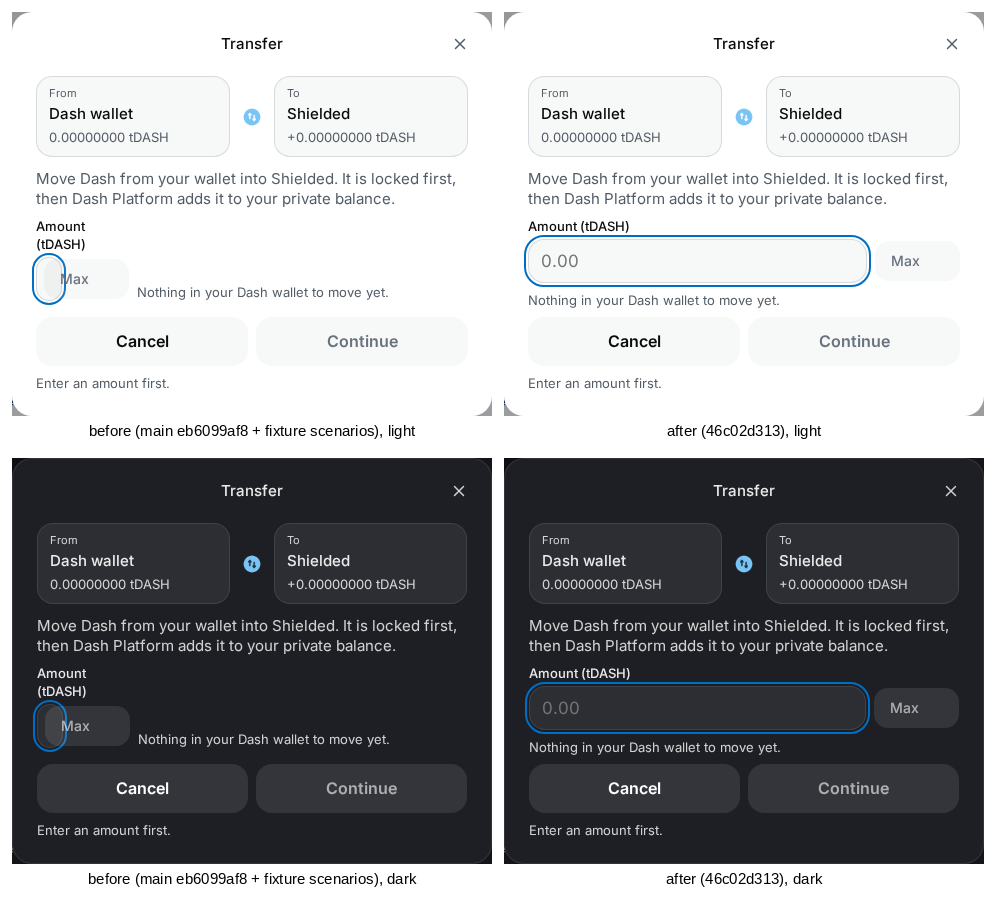 Transfer
From
Dash wallet
0.00000000 tDASH
To
Shielded
+0.00000000 tDASH
Move Dash from your wallet into Shielded. It is locked first,
then Dash Platform adds it to your private balance.
Amount
(tDASH)
Max
Nothing in your Dash wallet to move yet.
Cancel
Continue
Enter an amount first.
before (main eb6099af8 + fixture scenarios), light
Transfer
From
Dash wallet
0.00000000 tDASH
To
Shielded
+0.00000000 tDASH
Move Dash from your wallet into Shielded. It is locked first,
then Dash Platform adds it to your private balance.
Amount (tDASH)
0.00
Max
Nothing in your Dash wallet to move yet.
Cancel
Continue
Enter an amount first.
after (46c02d313), light
Transfer
From
Dash wallet
0.00000000 tDASH
To
Shielded
+0.00000000 tDASH
Move Dash from your wallet into Shielded. It is locked first,
then Dash Platform adds it to your private balance.
Amount
(tDASH)
Max
Nothing in your Dash wallet to move yet.
Cancel
Continue
Enter an amount first.
before (main eb6099af8 + fixture scenarios), dark
Transfer
From
Dash wallet
0.00000000 tDASH
To
Shielded
+0.00000000 tDASH
Move Dash from your wallet into Shielded. It is locked first,
then Dash Platform adds it to your private balance.
Amount (tDASH)
0.00
Max
Nothing in your Dash wallet to move yet.
Cancel
Continue
Enter an amount first.
after (46c02d313), dark